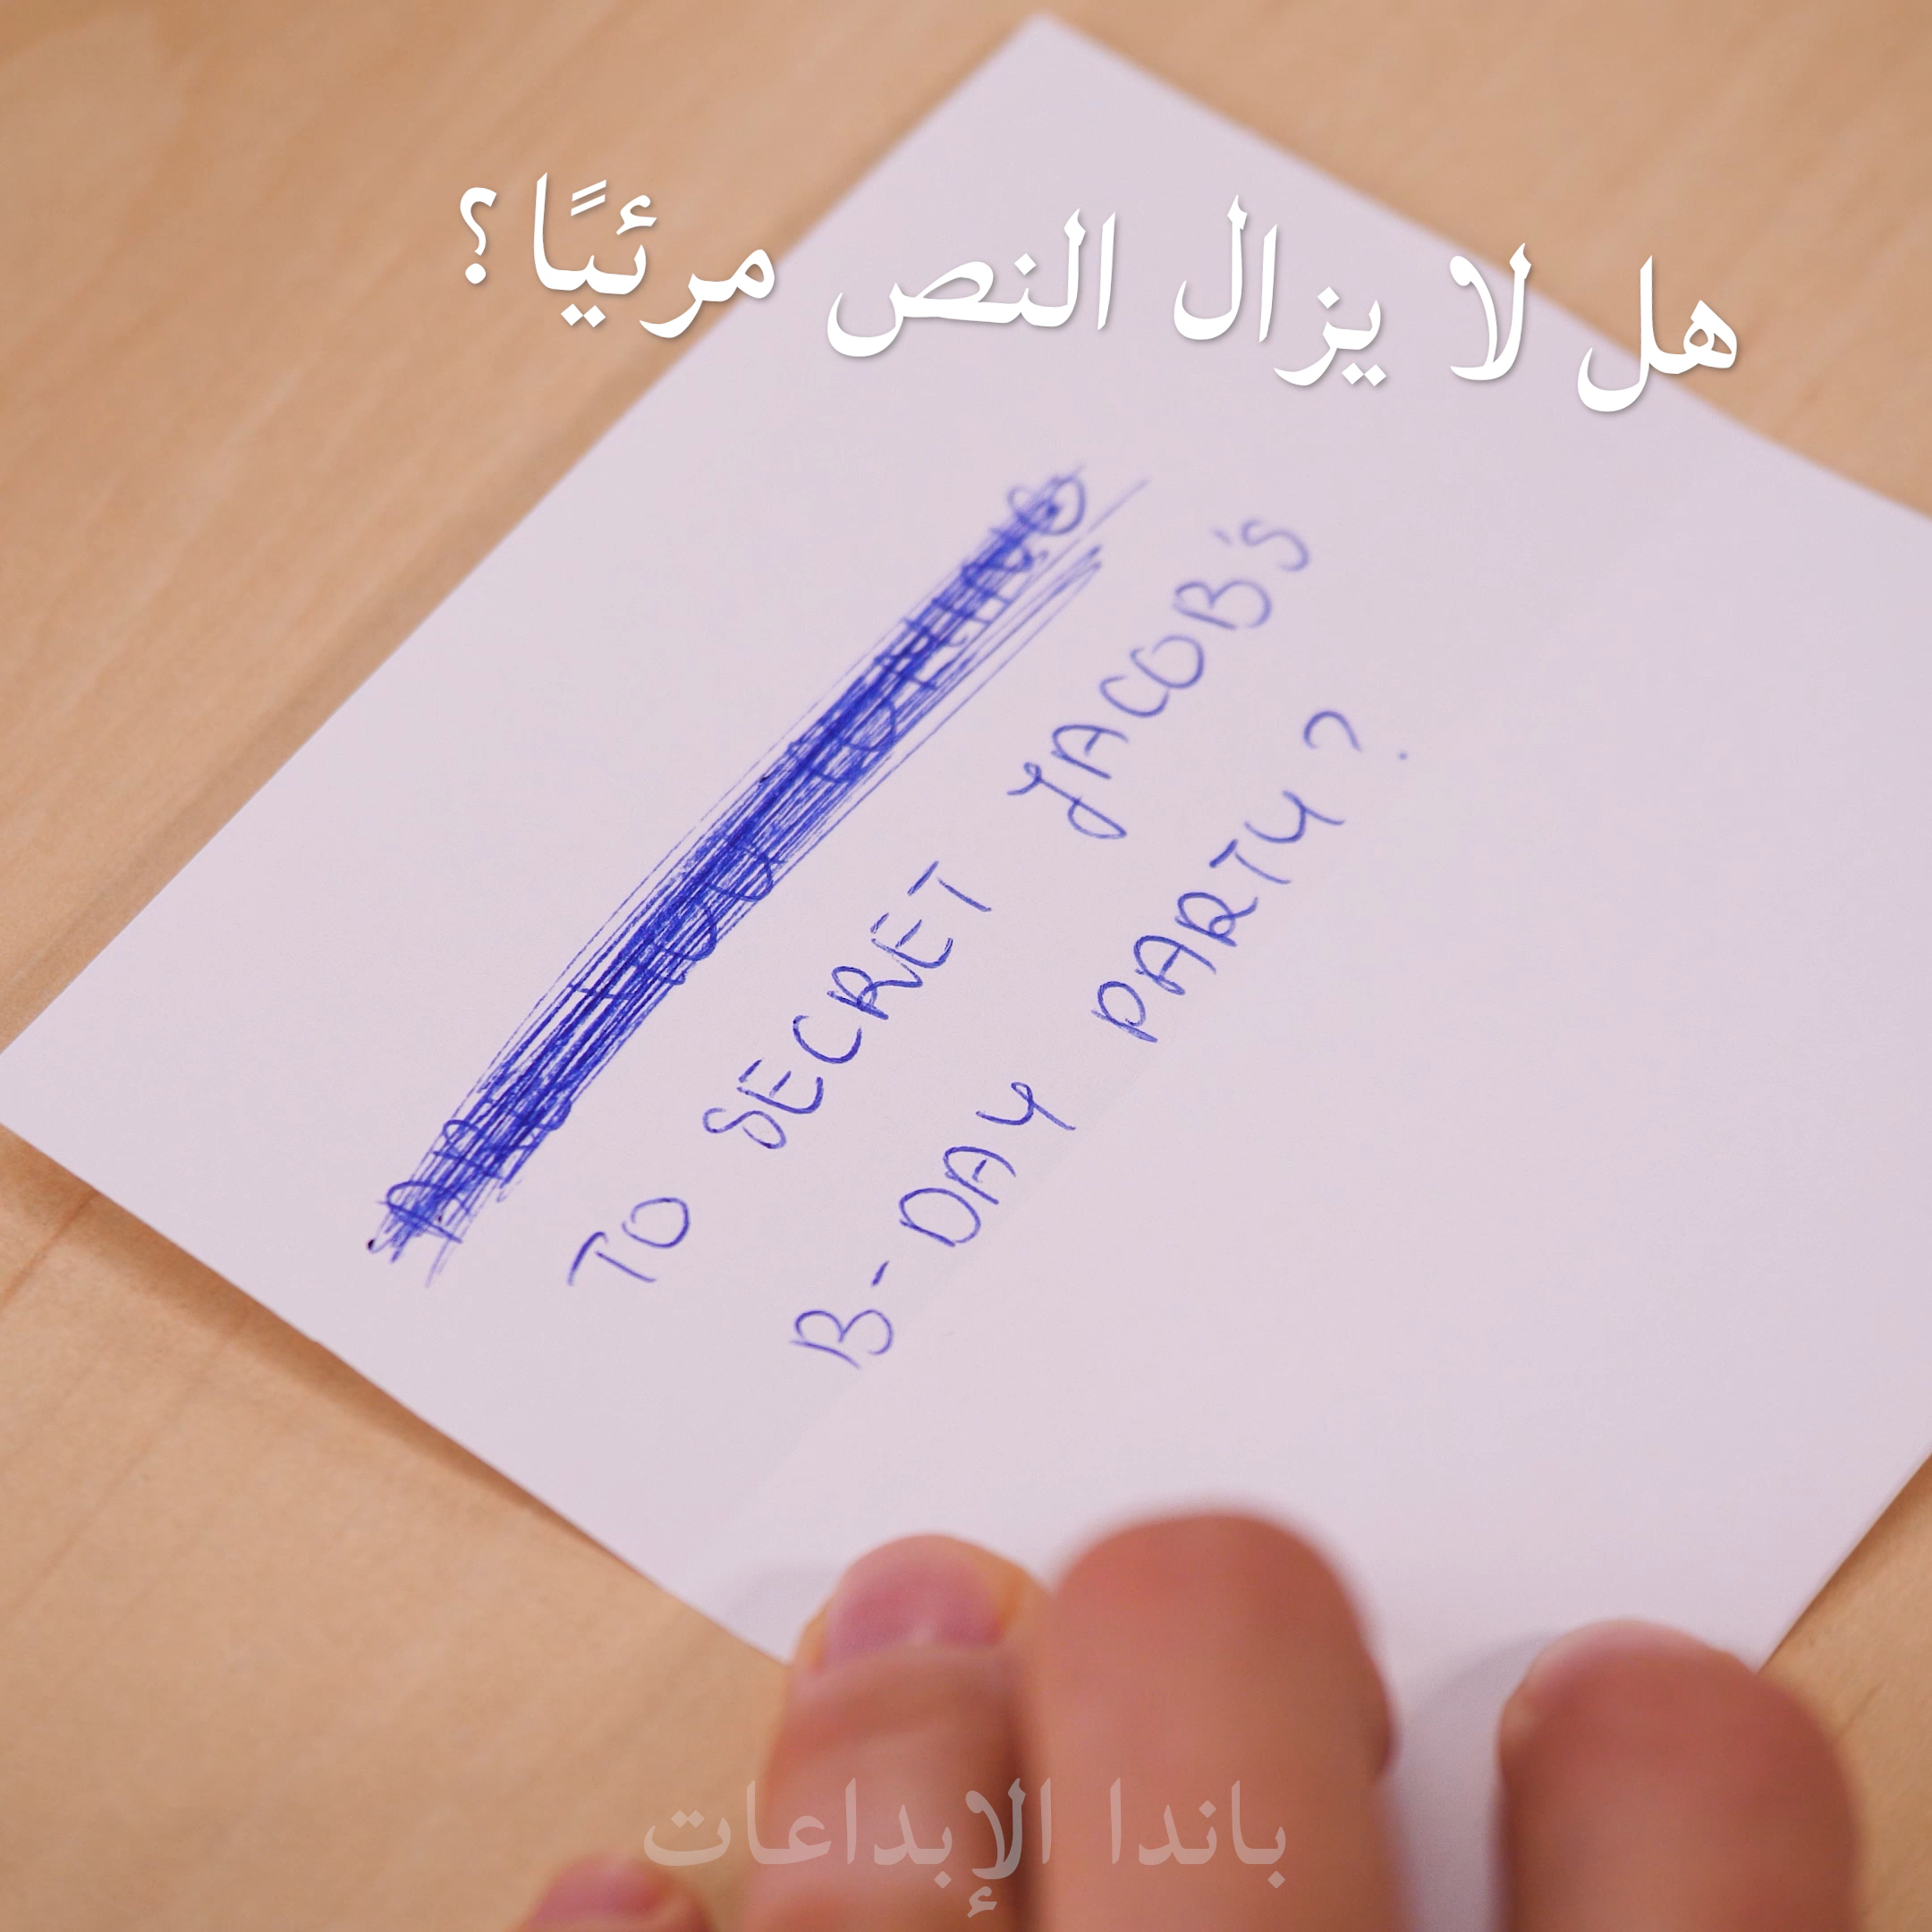 هل لا يزال النص مرئيًا؟
TO SECRET JACOB'S
B-DAY PARTY?
باندا الإبداعات